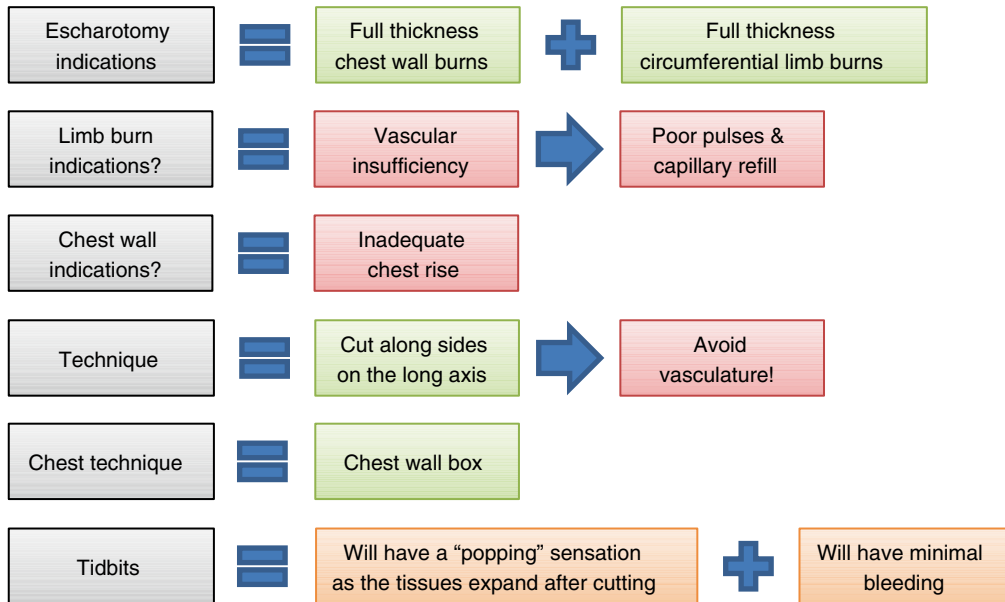 Escharotomy
indications
Full thickness
chest wall burns
Full thickness
circumferential limb burns
Limb burn
indications?
Vascular
insufficiency
Poor pulses &
capillary refill
Chest wall
indications?
Inadequate
chest rise
Technique
Cut along sides
on the long axis
Avoid
vasculature!
Chest technique
Chest wall box
Tidbits
Will have a “popping” sensation
as the tissues expand after cutting
Will have minimal
bleeding